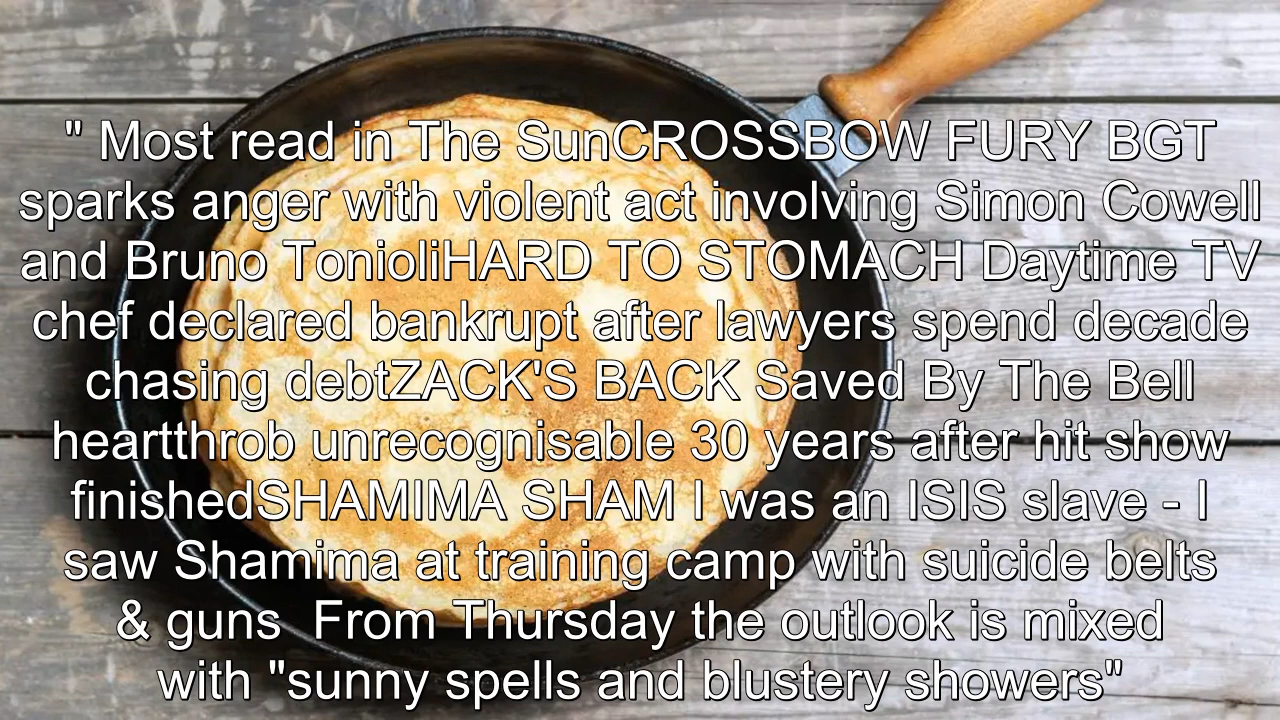 " Most read in The SunCROSSBOW FURY BGT
sparks anger with violent act involving Simon Cowell
and Bruno TonioliHARD TO STOMACH Daytime TV
chef declared bankrupt after lawyers spend decade
chasing debtZACK'S BACK Saved By The Bell
heartthrob unrecognisable 30 years after hit show
finishedSHAMIMA SHAM I was an ISIS slave - I
saw Shamima at training camp with suicide belts
& guns  From Thursday the outlook is mixed
with "sunny spells and blustery showers"